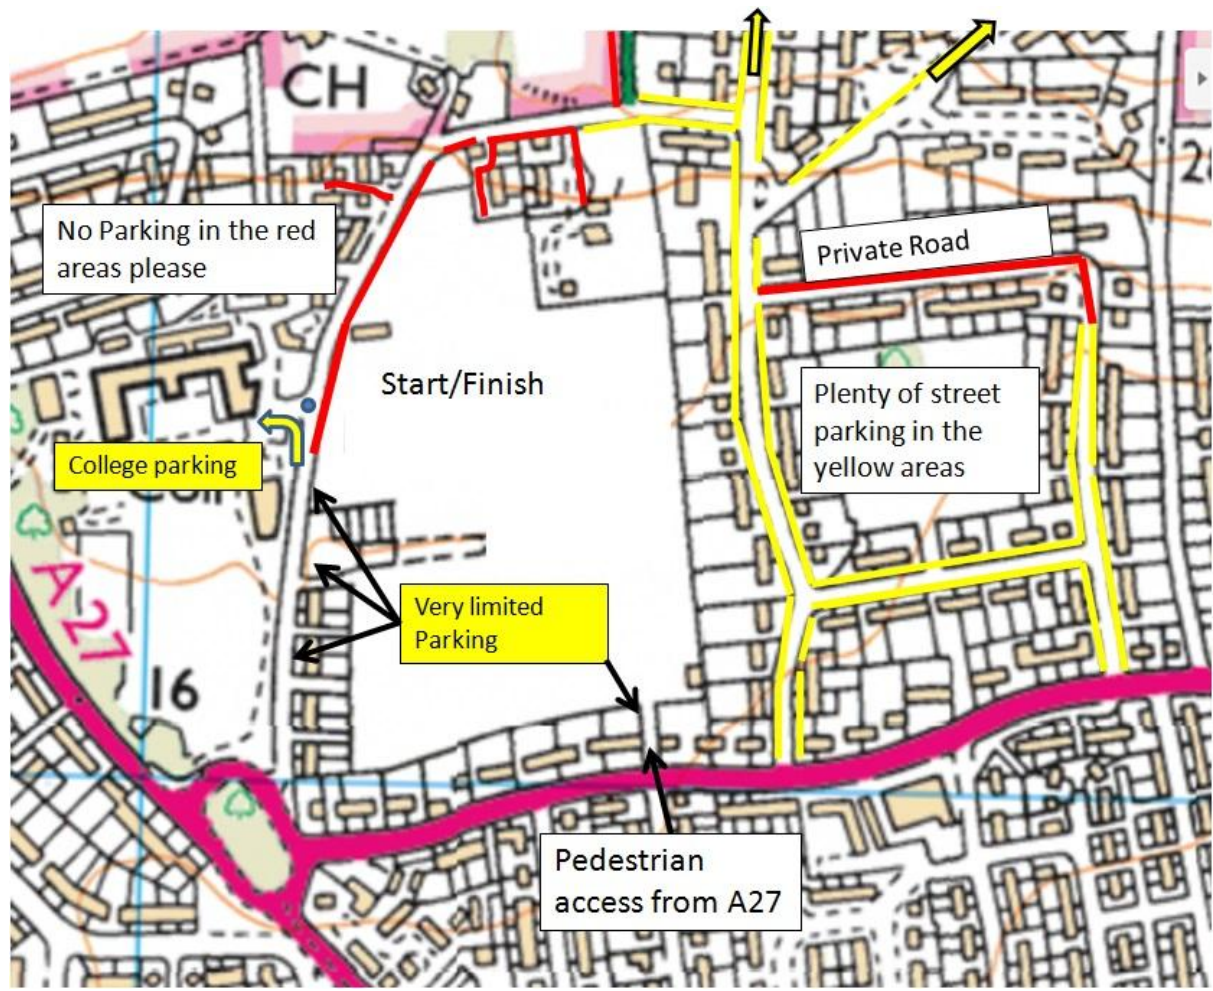 CH
No Parking in the red
areas please
Private Road
Start/Finish
Plenty of street
parking in the
yellow areas
College parking
A 27
Very limited
Parking
16
Pedestrian
access from A27